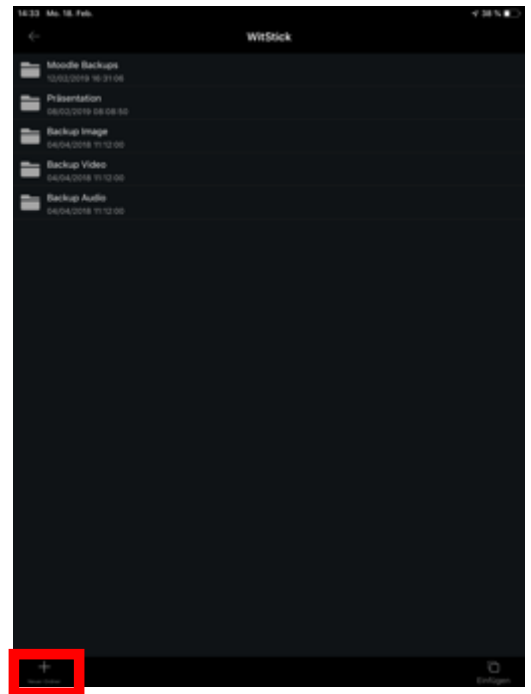 14:33 Mo. 18. Feb.
38 %
WitStick
Moodle Backups
12/02/2019 16:31:06
Präsentation
08/02/2019 08:08:50
Backup Image
04/04/2018 11:12:00
Backup Video
04/04/2018 11:12:00
Backup Audio
04/04/2018 11:12:00
Neuer Ordner
Einfügen